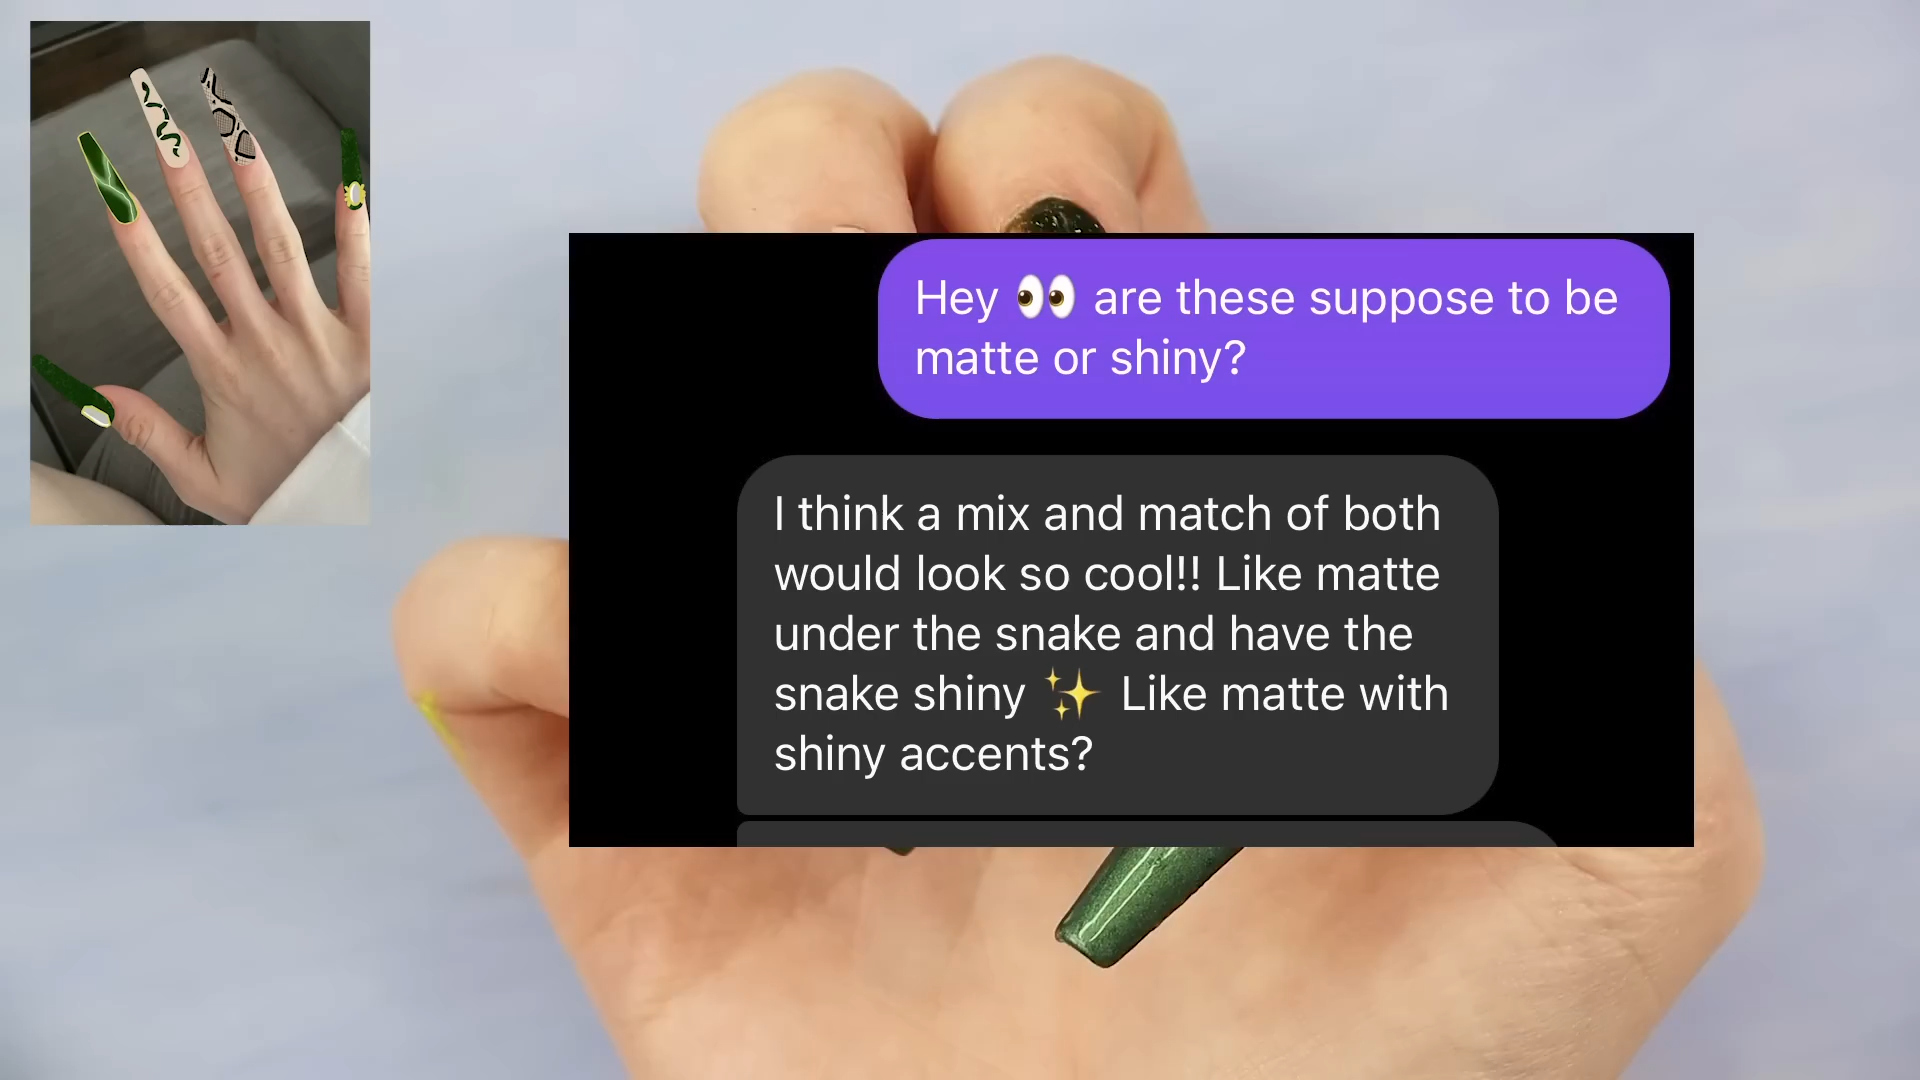 Hey 👀 are these suppose to be
matte or shiny?
I think a mix and match of both
would look so cool!! Like matte
under the snake and have the
snake shiny ✨ Like matte with
shiny accents?